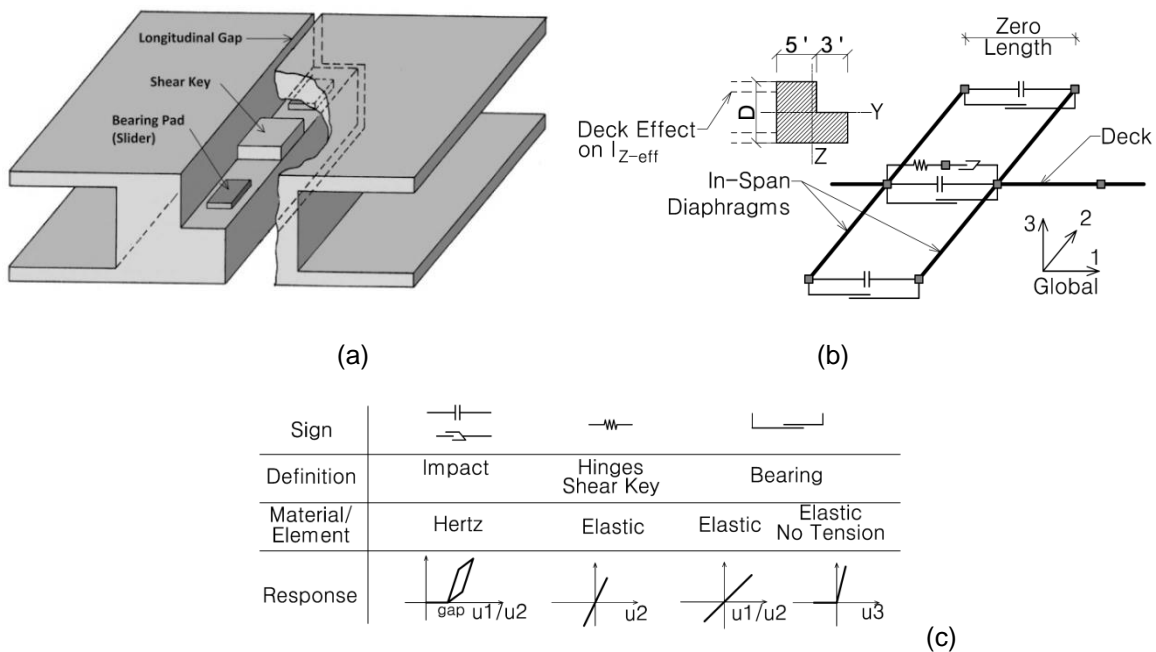 Longitudinal Gap
Shear Key
Bearing Pad
(Slider)
(a)
5' 3'
D
Y
Z
Deck Effect
on I_Z-eff
Zero
Length
Deck
In-Span
Diaphragms
3 2
1
Global
(b)
Sign
Definition Impact Hinges Shear Key Bearing
Material/ Element Hertz Elastic Elastic Elastic No Tension
Response gap u1/u2 u2 u1/u2 u3
(c)